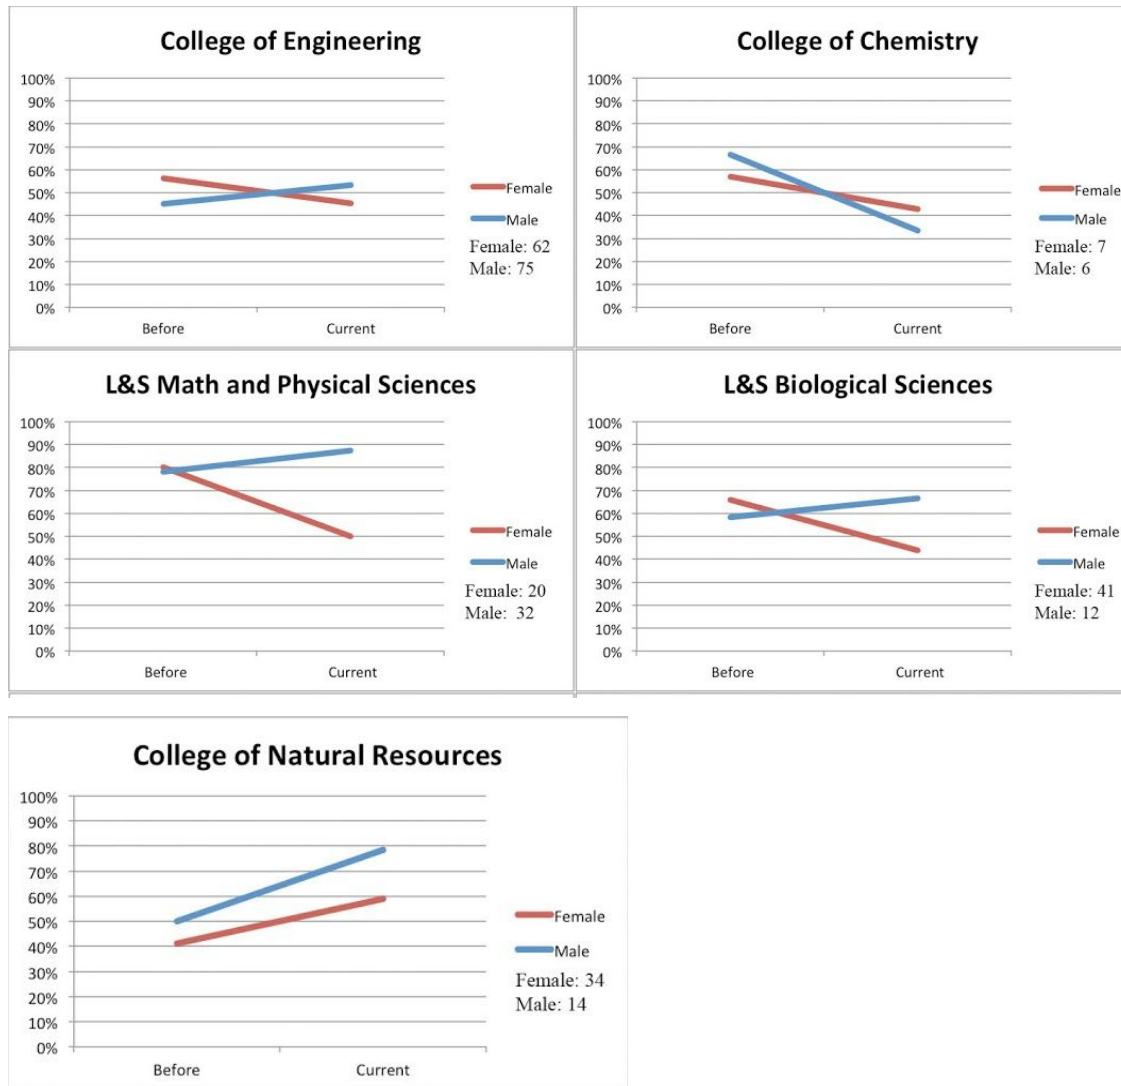 College of Engineering
100%
90%
80%
70%
60%
50%
40%
30%
20%
10%
0%
Before Current
Female
Male
Female: 62
Male: 75
College of Chemistry
100%
90%
80%
70%
60%
50%
40%
30%
20%
10%
0%
Before Current
Female
Male
Female: 7
Male: 6
L&S Math and Physical Sciences
100%
90%
80%
70%
60%
50%
40%
30%
20%
10%
0%
Before Current
Female
Male
Female: 20
Male: 32
L&S Biological Sciences
100%
90%
80%
70%
60%
50%
40%
30%
20%
10%
0%
Before Current
Female
Male
Female: 41
Male: 12
College of Natural Resources
100%
90%
80%
70%
60%
50%
40%
30%
20%
10%
0%
Before Current
Female
Male
Female: 34
Male: 14